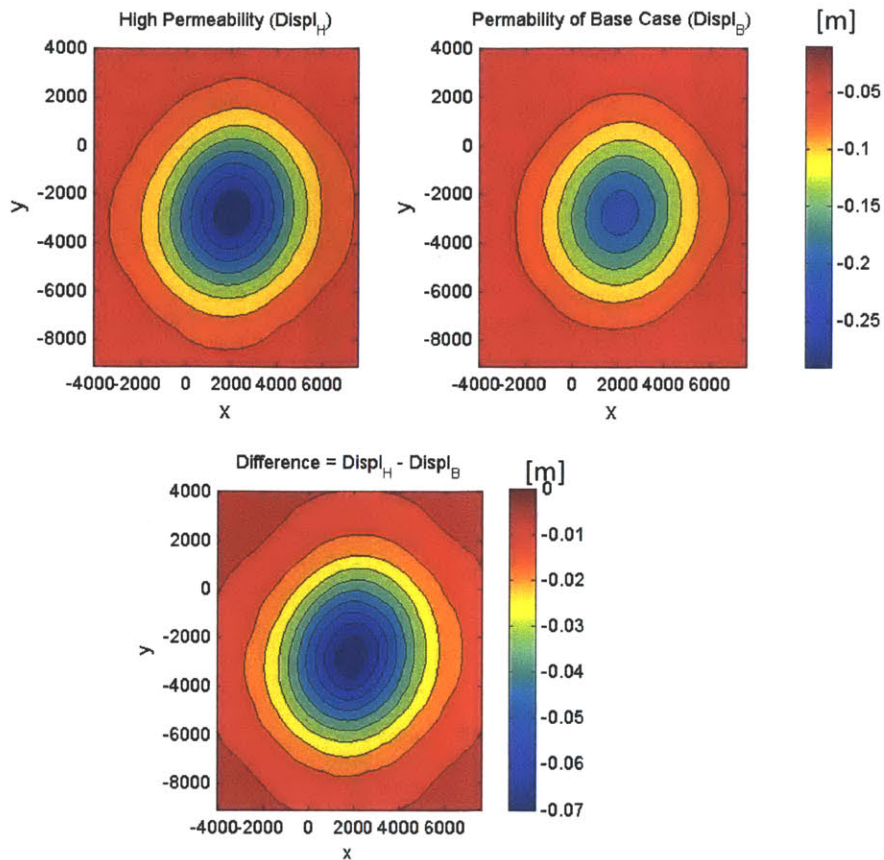 High Permeability (Displ_H)
Permability of Base Case (Displ_B)
[m]
4000
2000
0
-2000
-4000
-6000
-8000
y
-4000-2000 0 2000 4000 6000
x
4000
2000
0
-2000
-4000
-6000
-8000
y
-4000-2000 0 2000 4000 6000
x
-0.05
-0.1
-0.15
-0.2
-0.25
Difference = Displ_H - Displ_B
[m]
4000
2000
0
-2000
-4000
-6000
-8000
y
-4000-2000 0 2000 4000 6000
x
0
-0.01
-0.02
-0.03
-0.04
-0.05
-0.06
-0.07